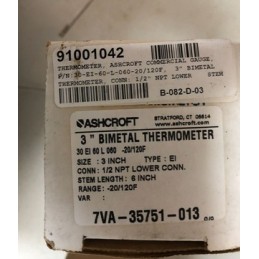 91001042
THERMOMETER, ASHCROFT COMMERCIAL GAUGE,
THERMOMETER, 3" BIMETAL
P/N:30-EI-60-L-060-20/120F,
CONN: 1/2" NPT LOWER STEM
B-082-D-03
ASHCROFT
STRATFORD, CT 06614
3 " BIMETAL THERMOMETER
30 EI 60 L 060 -20/120F
SIZE : 3 INCH TYPE : EI
CONN : 1/2 NPT LOWER CONN.
STEM LENGTH: 6 INCH
RANGE: -20/120F
VAR :
7VA-35751-013